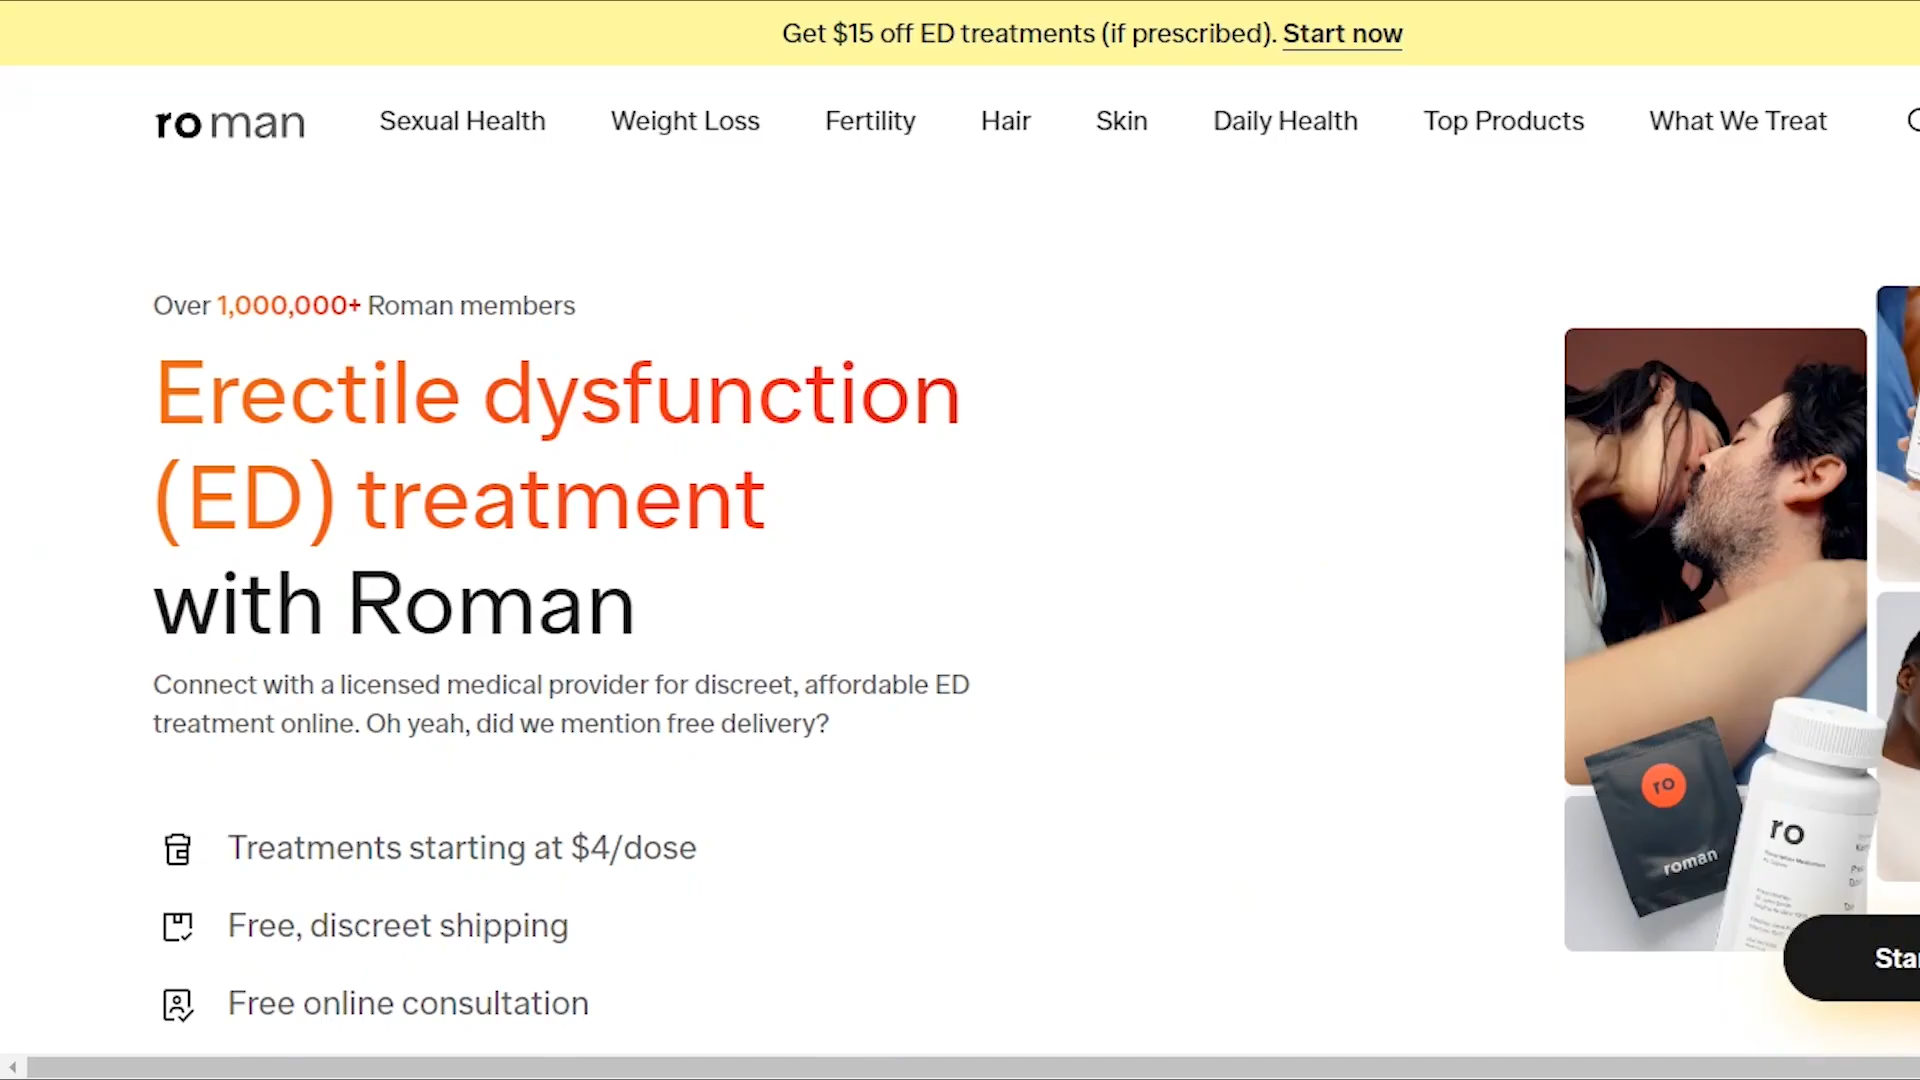 Get $15 off ED treatments (if prescribed). Start now
ro man
Sexual Health
Weight Loss
Fertility
Hair
Skin
Daily Health
Top Products
What We Treat
Over 1,000,000+ Roman members
Erectile dysfunction
(ED) treatment
with Roman
Connect with a licensed medical provider for discreet, affordable ED
treatment online. Oh yeah, did we mention free delivery?
Treatments starting at $4/dose
Free, discreet shipping
Free online consultation
ro
roman
ro